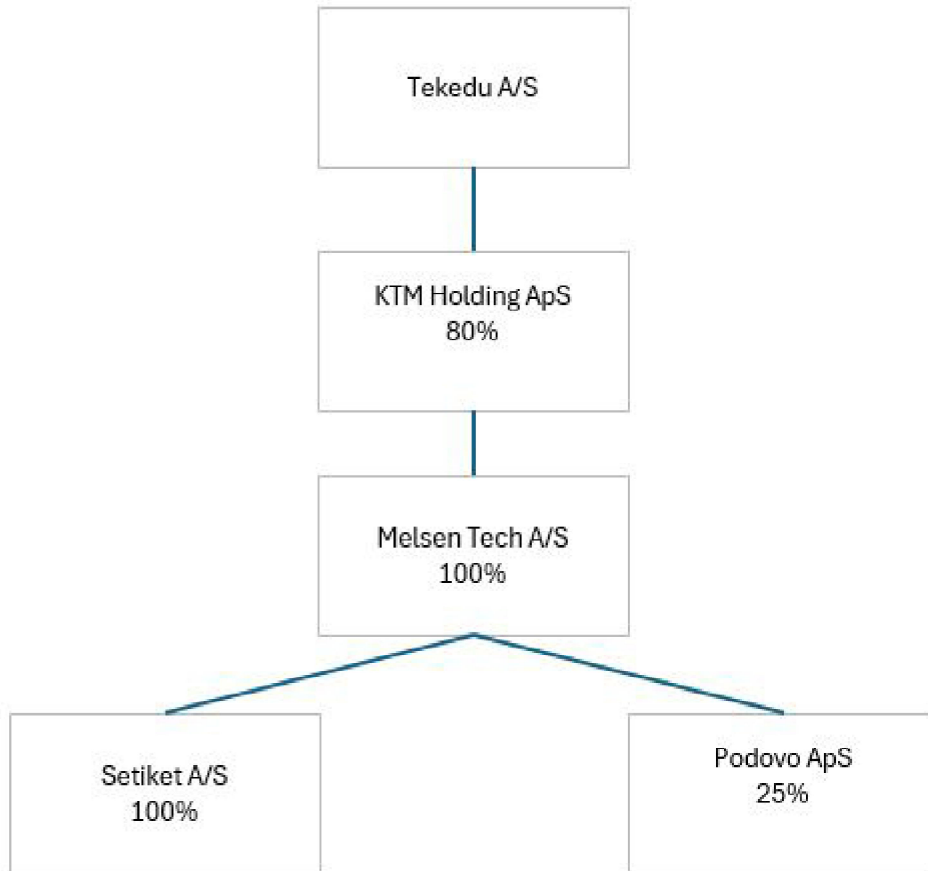 Tekedu A/S
KTM Holding ApS
80%
Melsen Tech A/S
100%
Setiket A/S
100%
Podovo ApS
25%